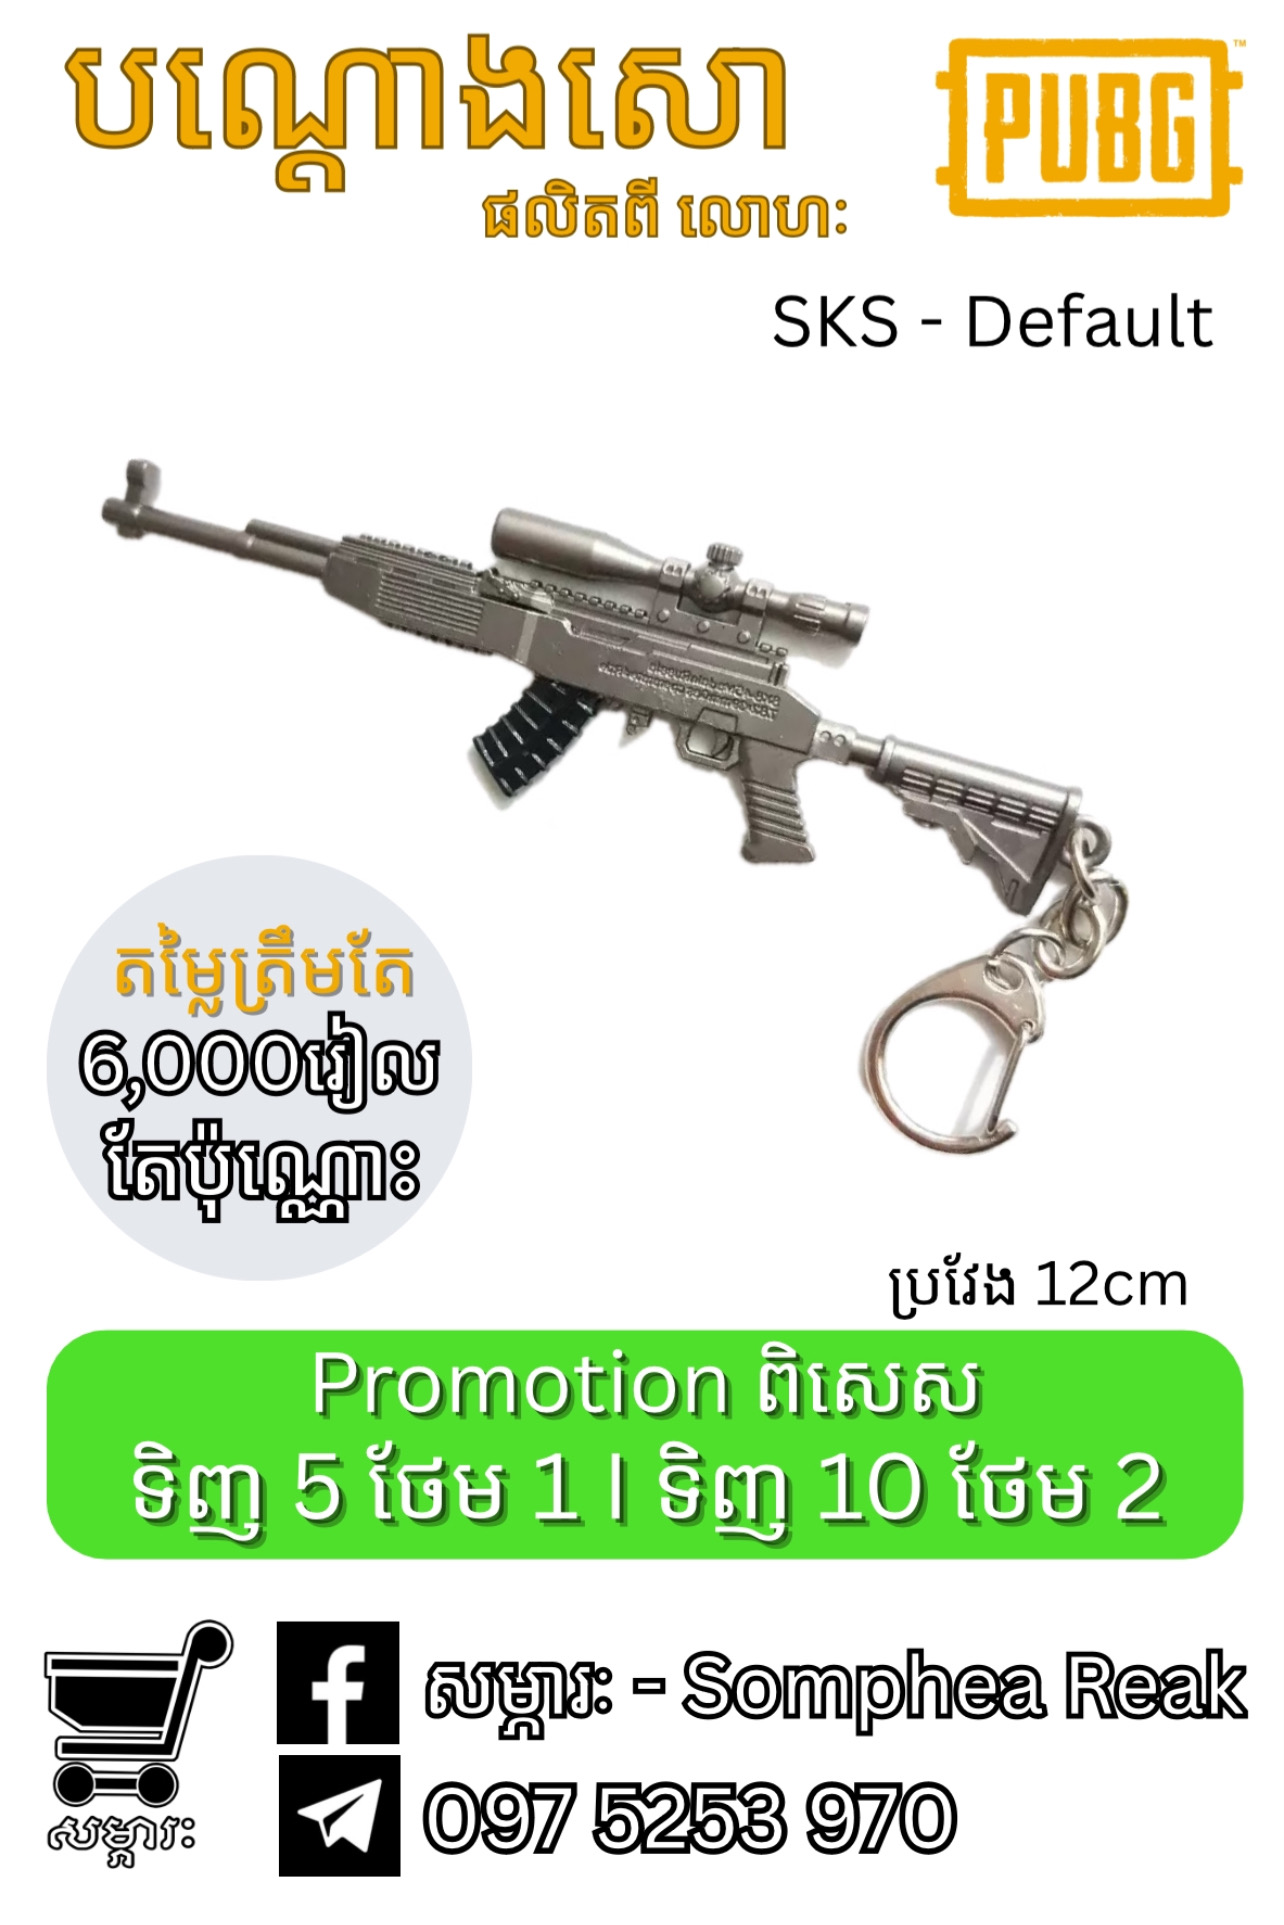 បណ្ដោងសោ
PUBG
TM
ផលិតពី លោហៈ
SKS - Default
តម្លៃត្រឹមតែ
6,000រៀល
តែប៉ុណ្ណោះ
ប្រវែង 12cm
Promotion ពិសេស
ទិញ 5 ថែម 1 | ទិញ 10 ថែម 2
សម្ភារៈ - Somphea Reak
097 5253 970
សម្ភារៈ